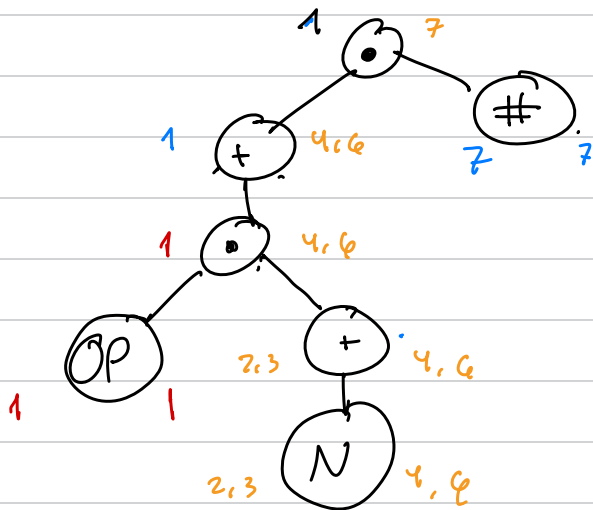 1 • 7
#
1 + 4,6 7 7
1 • 4,6
OP + 
2,3 4,6
1 1
N
2,3 4,6